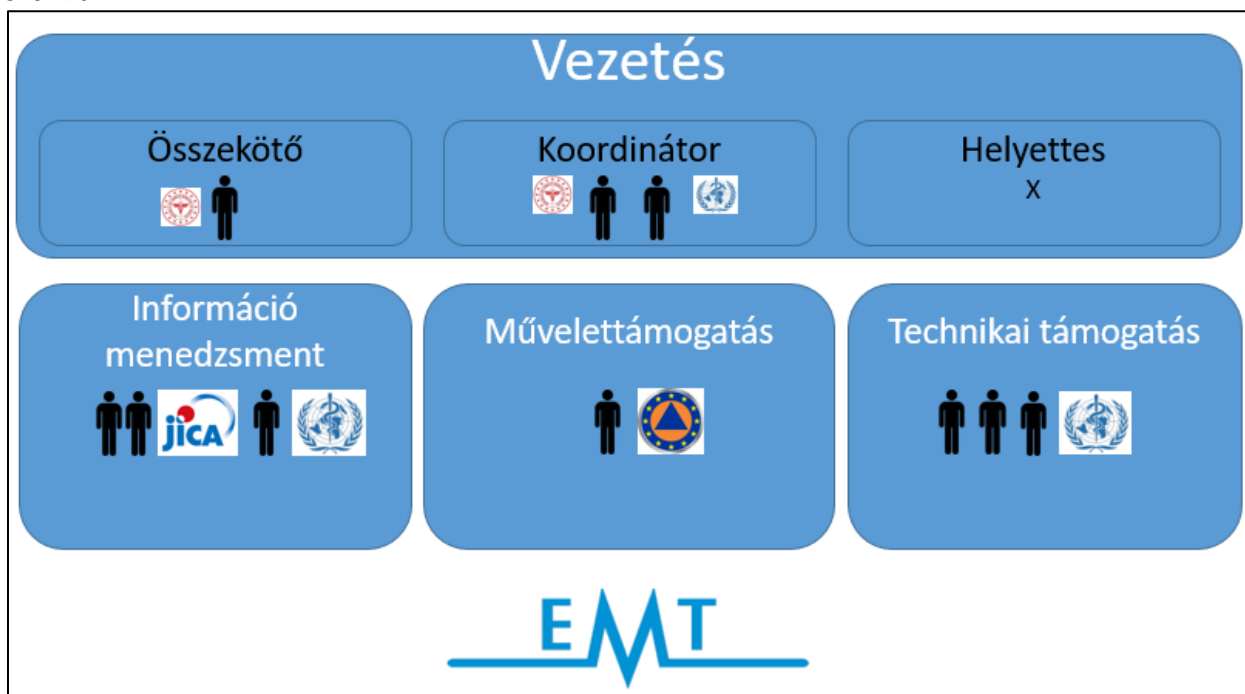 Vezetés
Összekötő
Koordinátor
Helyettes
X
Információ
menedzsment
Művelettámogatás
Technikai támogatás
jica
EMT